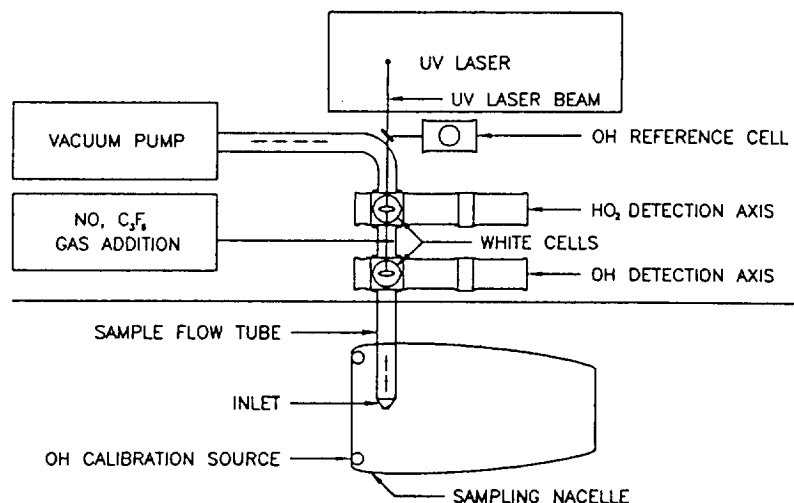 UV LASER
UV LASER BEAM
VACUUM PUMP
OH REFERENCE CELL
NO, C₃F₆
GAS ADDITION
HO₂ DETECTION AXIS
WHITE CELLS
OH DETECTION AXIS
SAMPLE FLOW TUBE
INLET
OH CALIBRATION SOURCE
SAMPLING NACELLE